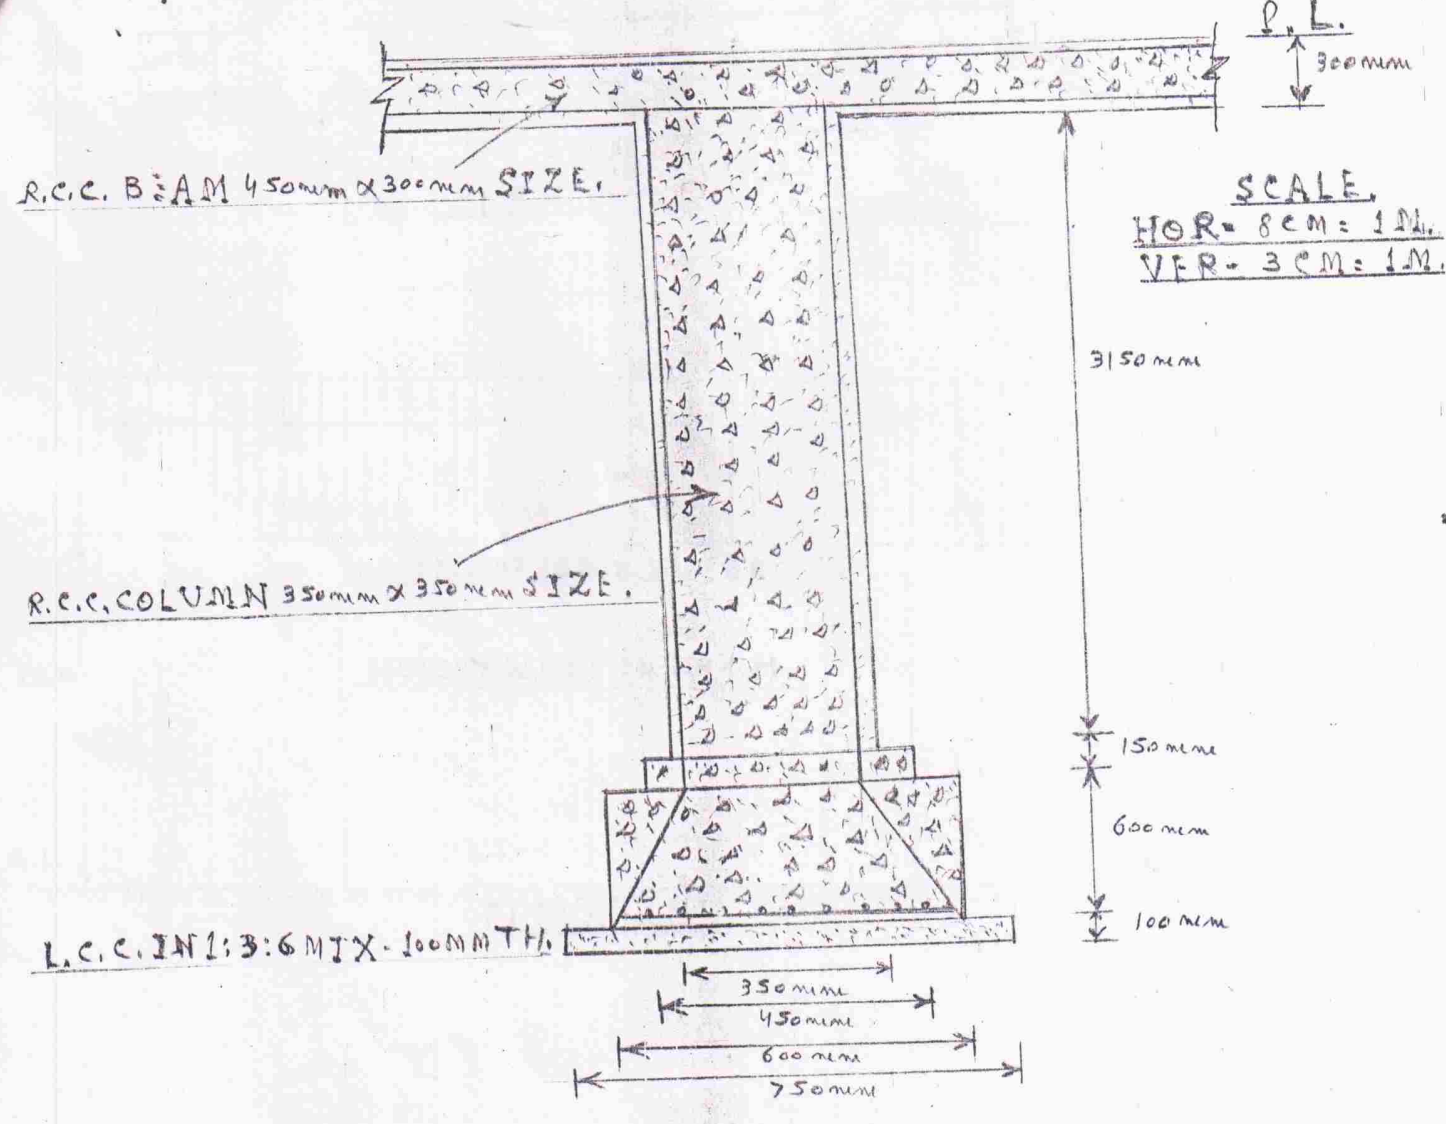 P.L.
300mm
R.C.C. BEAM 450mm x 300mm SIZE.
SCALE.
HOR- 8CM= 1M.
VER- 3CM= 1M.
3150mm
R.C.C. COLUMN 350mm x 350mm SIZE.
150mm
600mm
100mm
L.C.C. IN 1:3:6 MIX- 100MM TH.
350mm
450mm
600mm
750mm